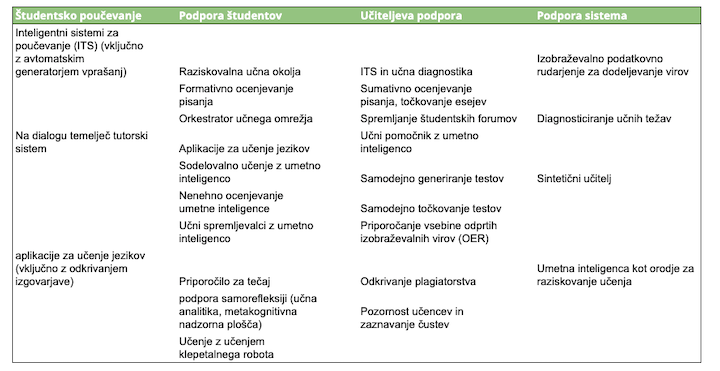 Študentsko poučevanje Podpora študentov Učiteljeva podpora Podpora sistema
Inteligentni sistemi za
poučevanje (ITS) (vključno
z avtomatskim
generatorjem vprašanj) Raziskovalna učna okolja ITS in učna diagnostika Izobraževalno podatkovno
rudarjenje za dodeljevanje virov
Formativno ocenjevanje
pisanja Sumativno ocenjevanje
pisanja, točkovanje esejev
Orkestrator učnega omrežja Spremljanje študentskih forumov Diagnosticiranje učnih težav
Na dialogu temelječ tutorski
sistem Aplikacije za učenje jezikov Učni pomočnik z umetno
inteligenco
Sodelovalno učenje z umetno
inteligenco Samodejno generiranje testov Sintetični učitelj
Nenehno ocenjevanje
umetne inteligence Samodejno točkovanje testov
Učni spremljevalci z umetno
inteligenco Priporočanje vsebine odprtih
izobraževalnih virov (OER)
aplikacije za učenje jezikov
(vključno z odkrivanjem
izgovarjave) Priporočilo za tečaj Odkrivanje plagiatorstva Umetna inteligenca kot orodje za
raziskovanje učenja
podpora samorefleksiji (učna
analitika, metakognitivna
nadzorna plošča) Pozornost učencev in
zaznavanje čustev
Učenje z učenjem
klepetalnega robota